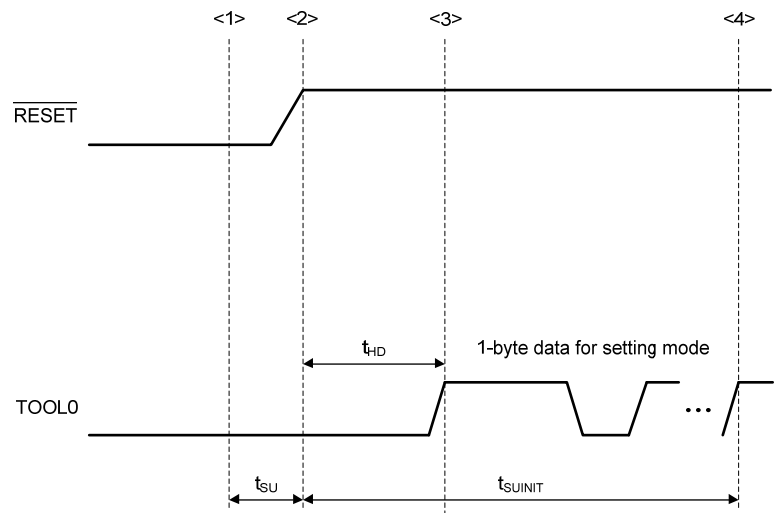 <1> <2> <3> <4>
RESET
tHD
1-byte data for setting mode
TOOL0
...
tSU
tSUINIT